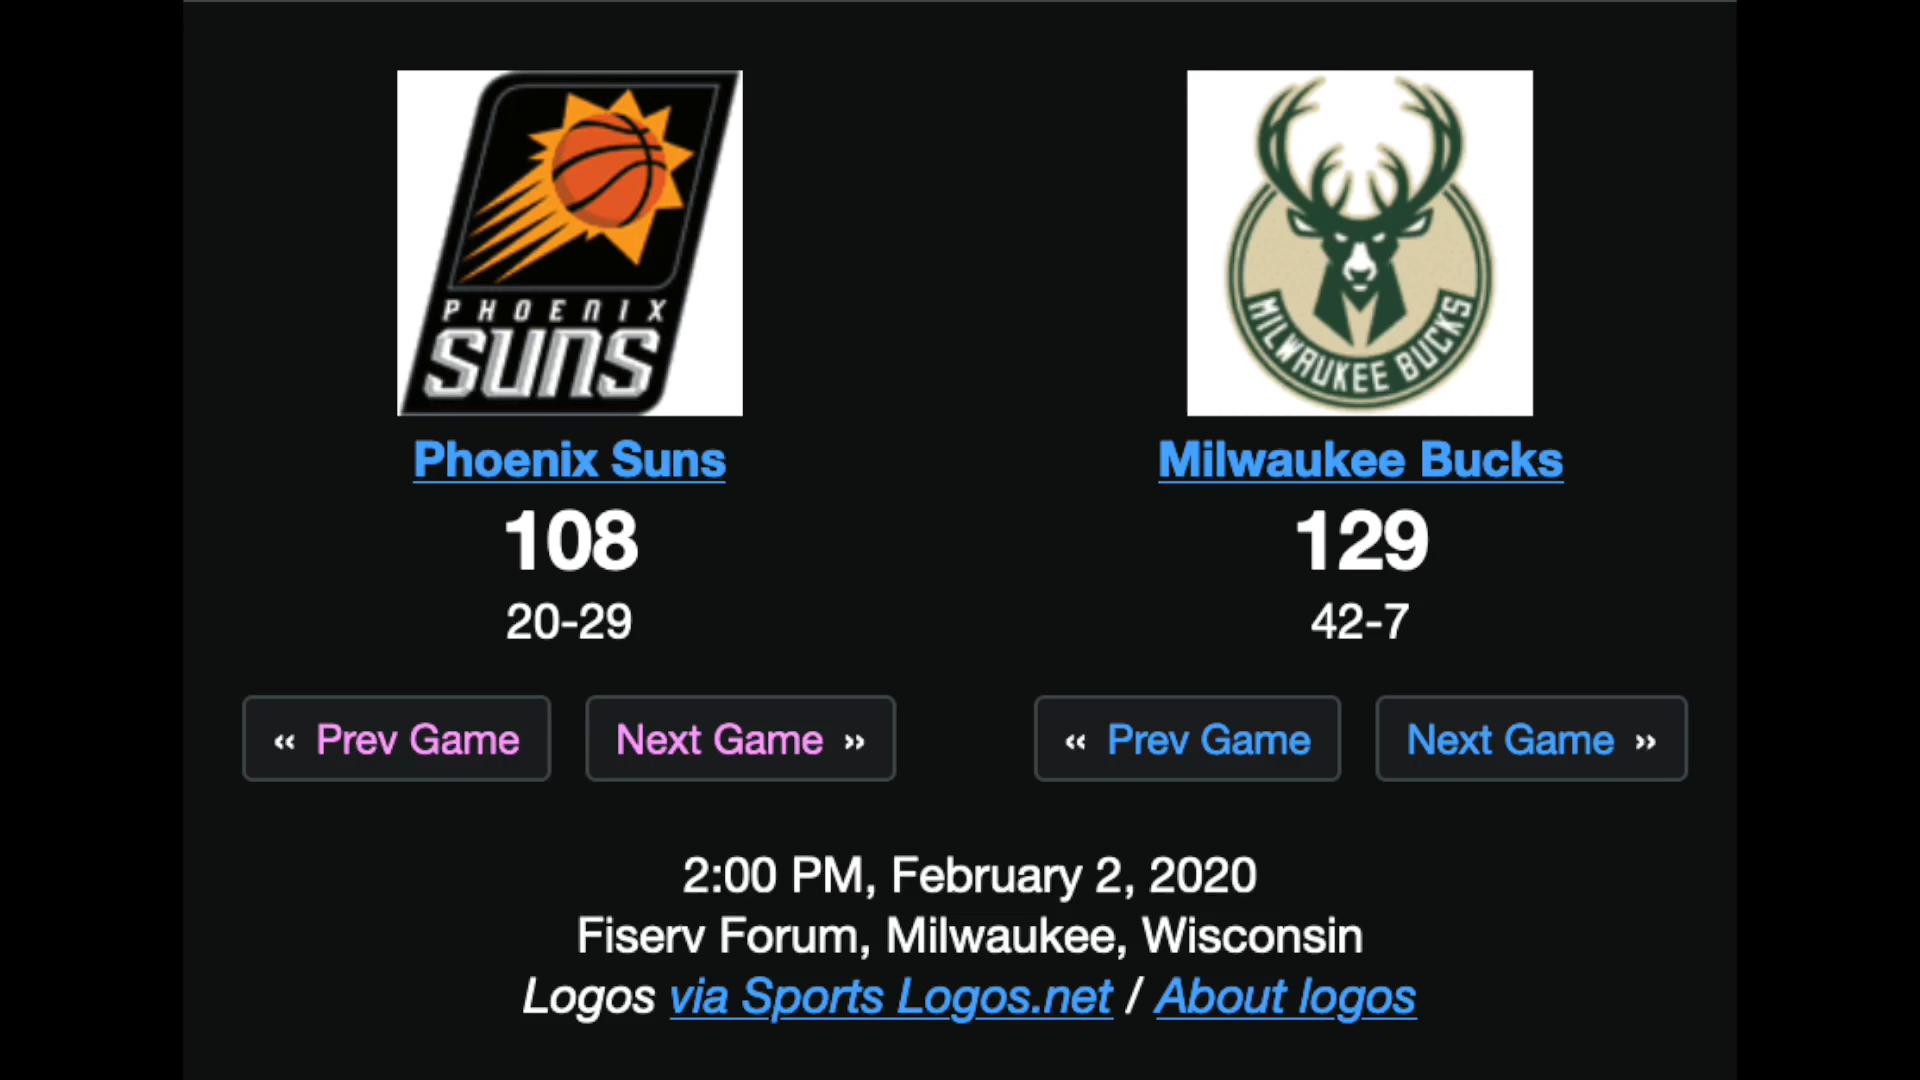 PHOENIX
SUNS
MILWAUKEE BUCKS
Phoenix Suns
Milwaukee Bucks
108
129
20-29
42-7
« Prev Game
Next Game »
« Prev Game
Next Game »
2:00 PM, February 2, 2020
Fiserv Forum, Milwaukee, Wisconsin
Logos via Sports Logos.net / About logos